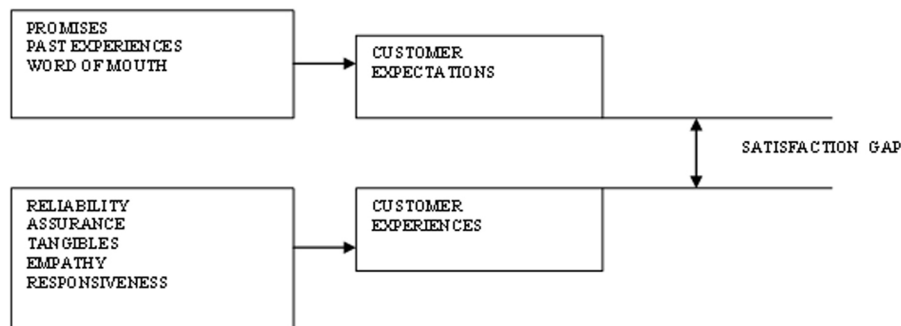 PROMISES
PAST EXPERIENCES
WORD OF MOUTH
CUSTOMER
EXPECTATIONS
SATISFACTION GAP
RELIABILITY
ASSURANCE
TANGIBLES
EMPATHY
RESPONSIVENESS
CUSTOMER
EXPERIENCES